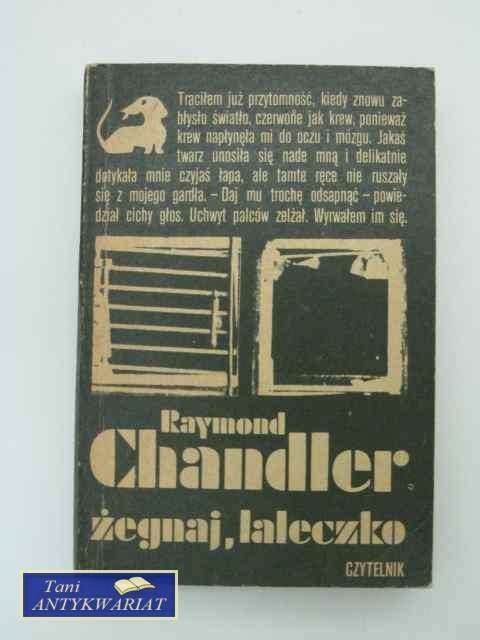 Traciłem już przytomność, kiedy znowu za-
błysło światło, czerwone jak krew, ponieważ
krew napłynęła mi do oczu i mózgu. Jakaś
twarz unosiła się nade mną i delikatnie
dotykała mnie czyjaś łapa, ale tamte ręce nie ruszały
się z mojego gardła. – Daj mu trochę odsapnąć – powie-
dział cichy głos. Uchwyt palców zelżał. Wyrwałem im się.
Raymond
Chandler
żegnaj, laleczko
CZYTELNIK
Tani
ANTYKWARIAT